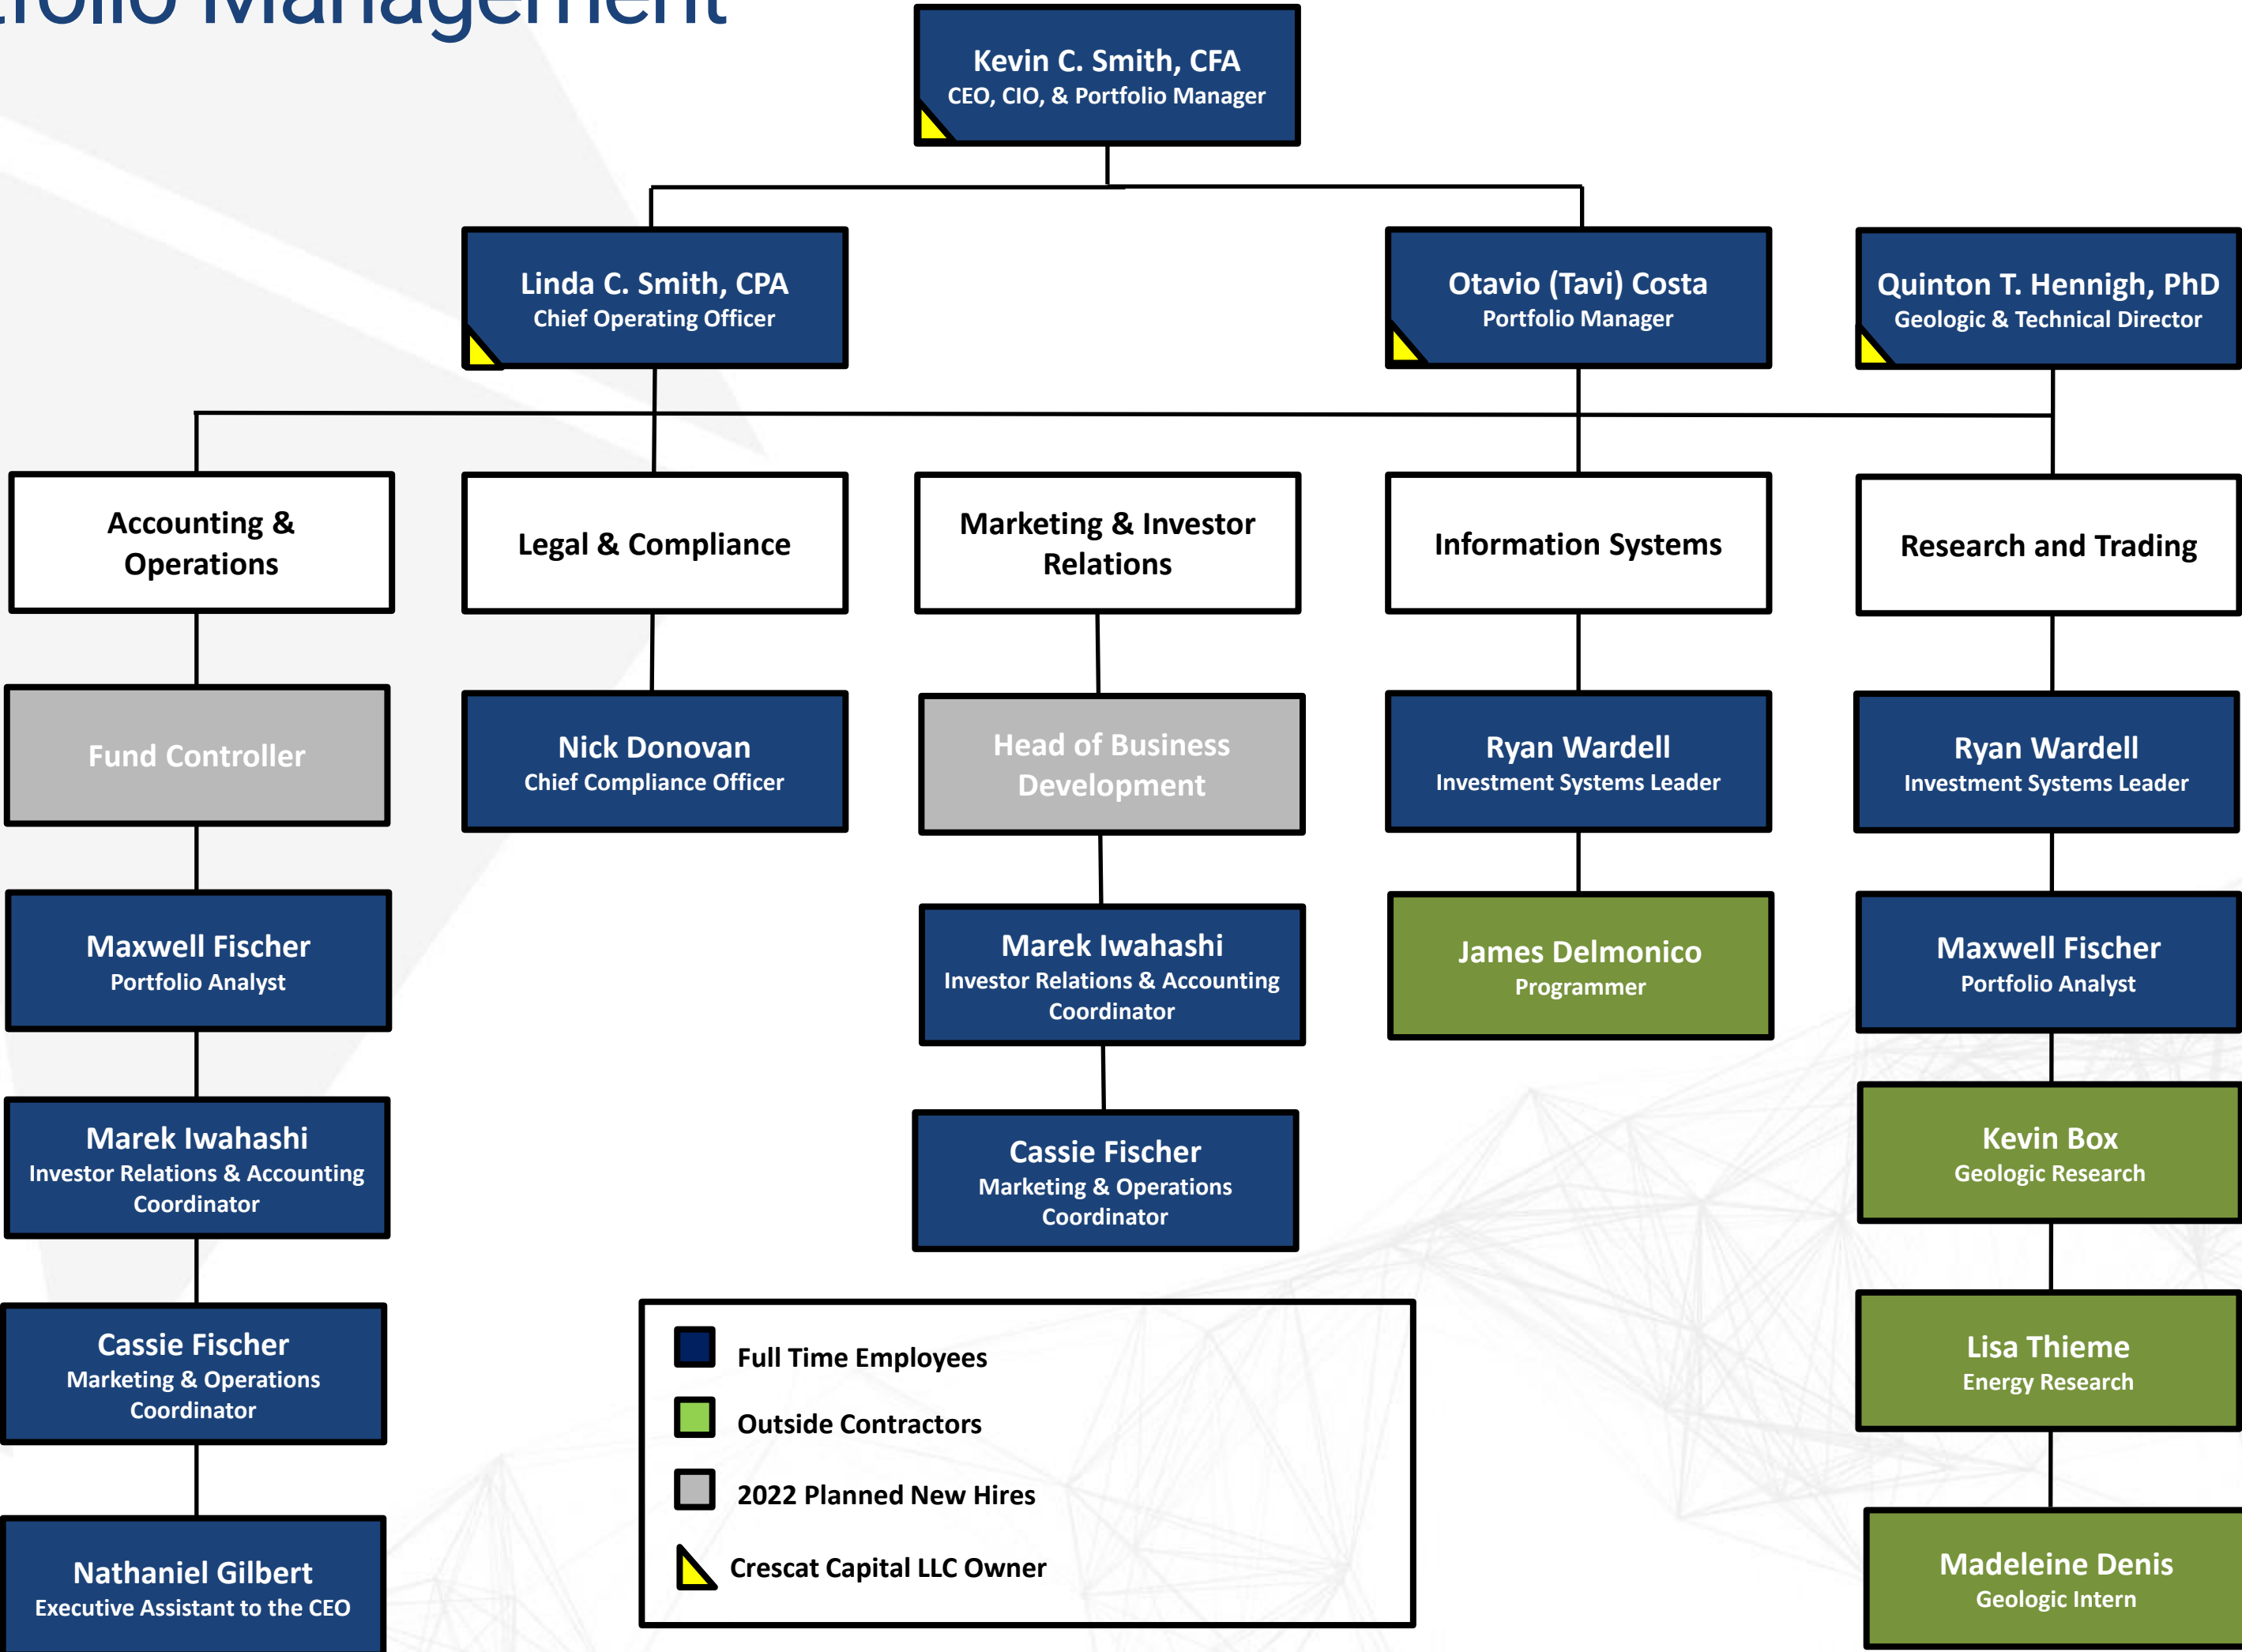 Management
Kevin C. Smith, CFA
CEO, CIO, & Portfolio Manager
Linda C. Smith, CPA
Chief Operating Officer
Otavio (Tavi) Costa
Portfolio Manager
Quinton T. Hennigh, PhD
Geologic & Technical Director
Accounting &
Operations
Legal & Compliance
Marketing & Investor
Relations
Information Systems
Research and Trading
Fund Controller
Nick Donovan
Chief Compliance Officer
Head of Business
Development
Ryan Wardell
Investment Systems Leader
Ryan Wardell
Investment Systems Leader
Maxwell Fischer
Portfolio Analyst
Marek Iwahashi
Investor Relations & Accounting
Coordinator
James Delmonico
Programmer
Maxwell Fischer
Portfolio Analyst
Marek Iwahashi
Investor Relations & Accounting
Coordinator
Cassie Fischer
Marketing & Operations
Coordinator
Kevin Box
Geologic Research
Cassie Fischer
Marketing & Operations
Coordinator
Lisa Thieme
Energy Research
Nathaniel Gilbert
Executive Assistant to the CEO
Madeleine Denis
Geologic Intern
Full Time Employees
Outside Contractors
2022 Planned New Hires
Crescat Capital LLC Owner